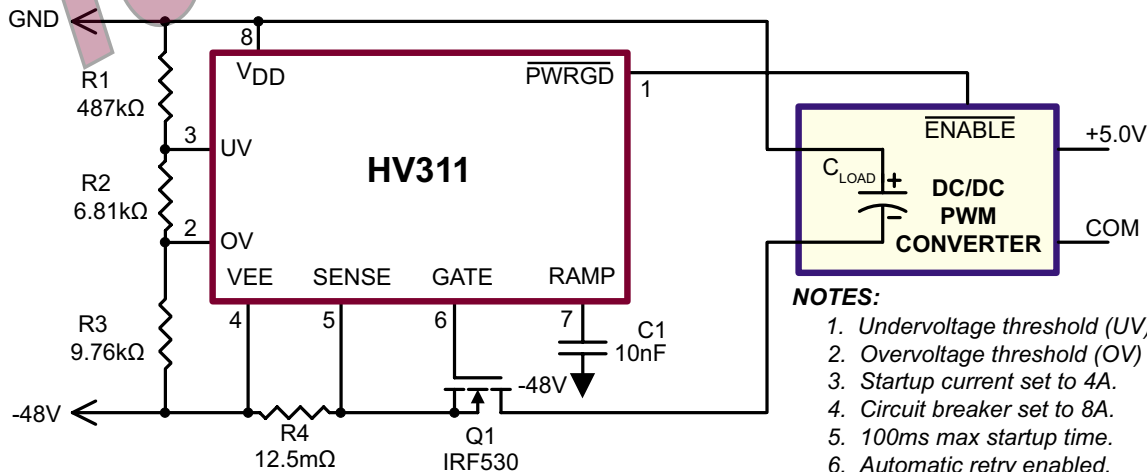 GND
8
VDD
PWRGD
1
R1
487kΩ
3
UV
HV311
ENABLE
+5.0V
CLOAD
+
-
DC/DC
PWM
CONVERTER
R2
6.81kΩ
2
OV
COM
VEE
SENSE
GATE
RAMP
4
5
6
7
R3
9.76kΩ
C1
10nF
-48V
-48V
R4
12.5mΩ
Q1
IRF530
NOTES:
1. Undervoltage threshold (UV)
2. Overvoltage threshold (OV)
3. Startup current set to 4A.
4. Circuit breaker set to 8A.
5. 100ms max startup time.
6. Automatic retry enabled.